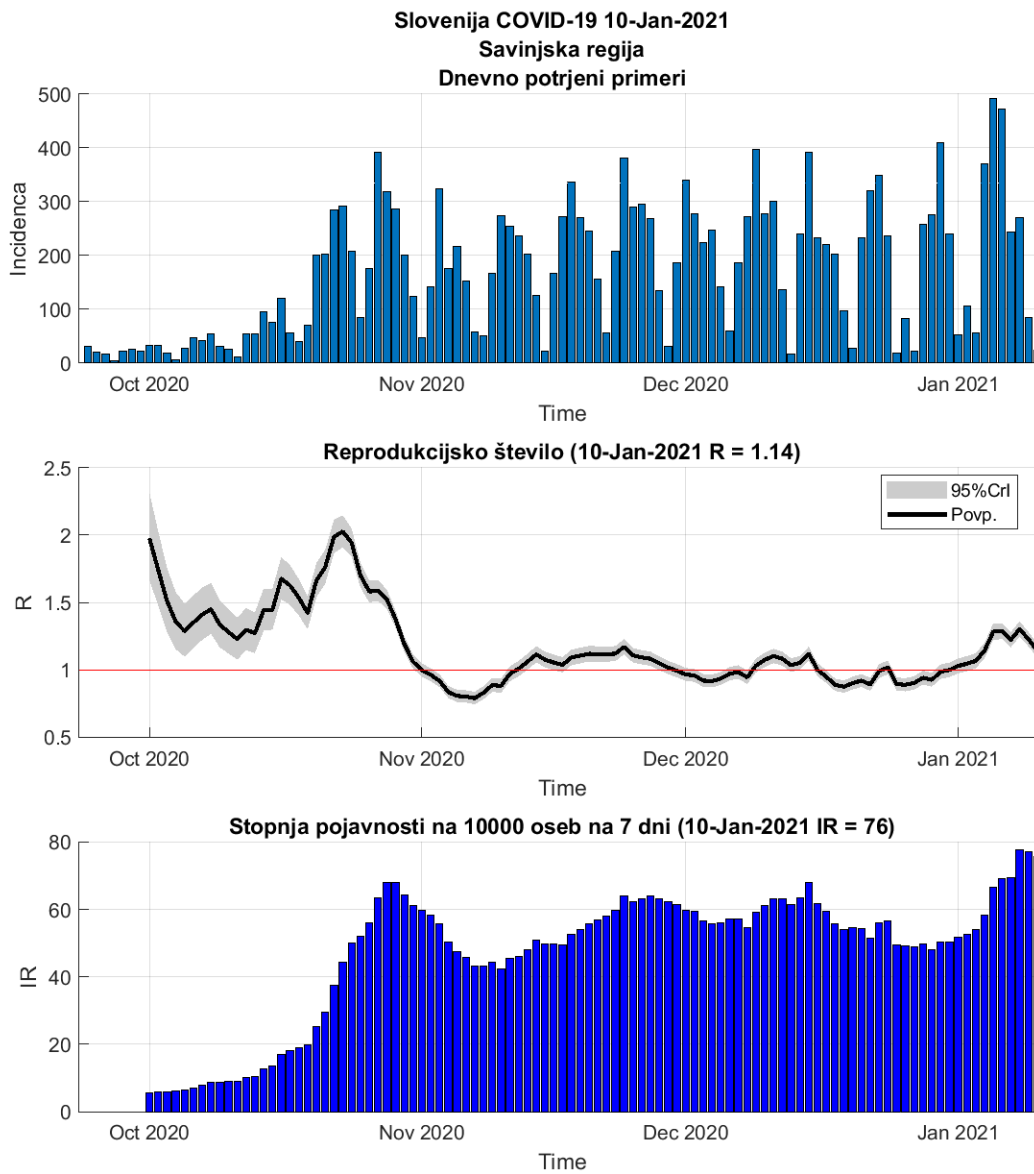 Slovenija COVID-19 10-Jan-2021
Savinjska regija
Dnevno potrjeni primeri
500
400
300
200
100
0
Incidenca
Oct 2020
Nov 2020
Dec 2020
Jan 2021
Time
Reprodukcijsko število (10-Jan-2021 R = 1.14)
2.5
2
1.5
1
0.5
R
95%CrI
Povp.
Oct 2020
Nov 2020
Dec 2020
Jan 2021
Time
Stopnja pojavnosti na 10000 oseb na 7 dni (10-Jan-2021 IR = 76)
80
60
40
20
0
IR
Oct 2020
Nov 2020
Dec 2020
Jan 2021
Time